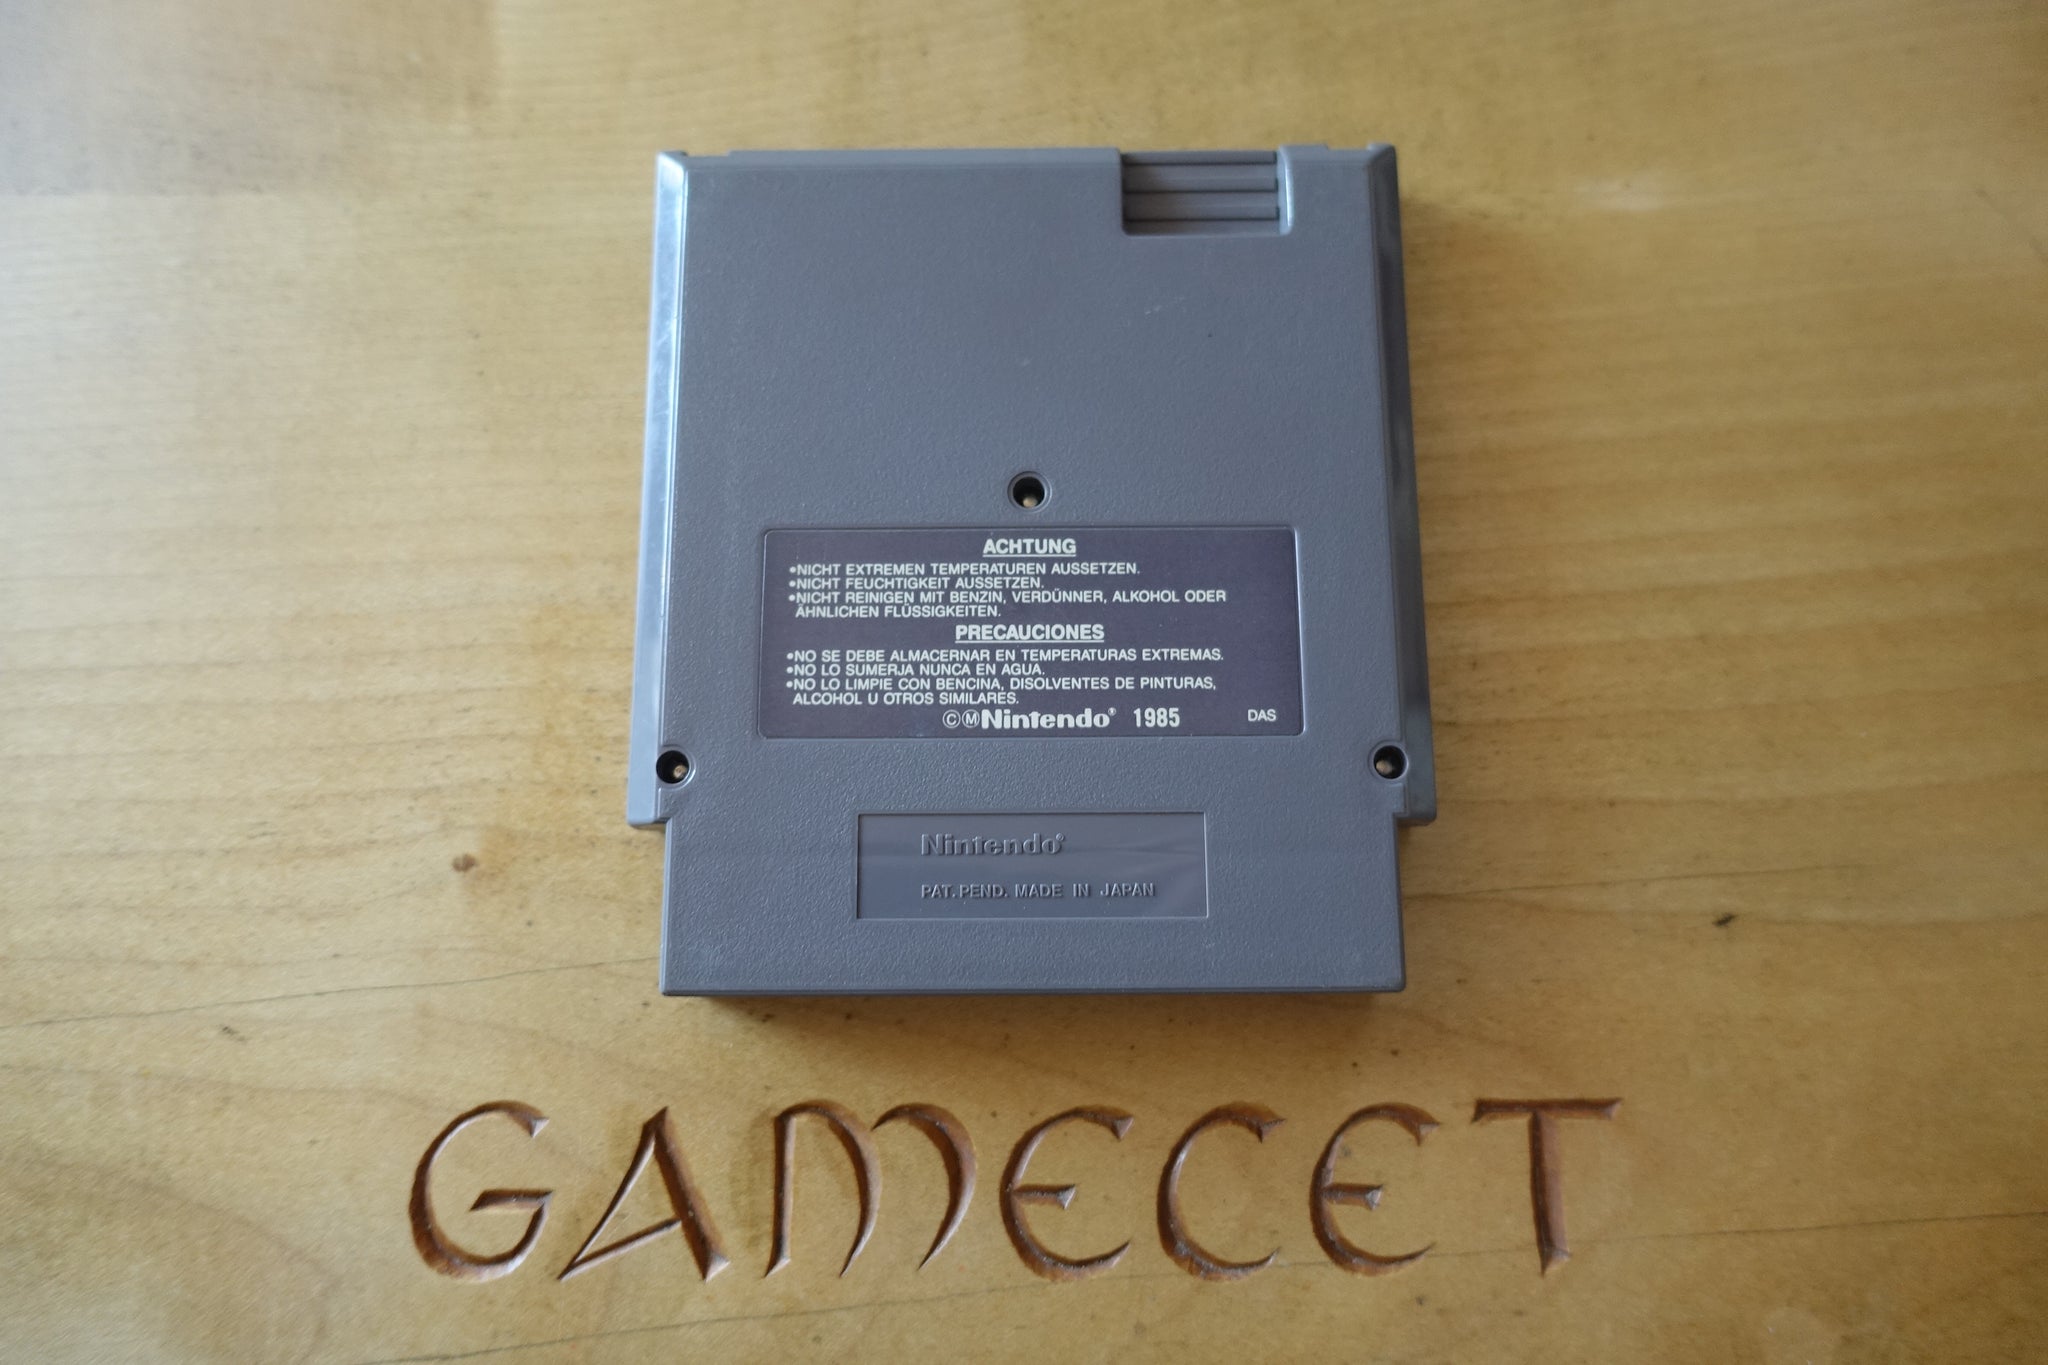 ACHTUNG
•NICHT EXTREMEN TEMPERATUREN AUSSETZEN.
•NICHT FEUCHTIGKEIT AUSSETZEN.
•NICHT REINIGEN MIT BENZIN, VERDÜNNER, ALKOHOL ODER
ÄHNLICHEN FLÜSSIGKEITEN.
PRECAUCIONES
•NO SE DEBE ALMACERNAR EN TEMPERATURAS EXTREMAS.
•NO LO SUMERJA NUNCA EN AGUA.
•NO LO LIMPIE CON BENCINA, DISOLVENTES DE PINTURAS,
ALCOHOL U OTROS SIMILARES.
©Ⓜ Nintendo® 1985 DAS
Nintendo®
PAT. PEND. MADE IN JAPAN
GAMECET